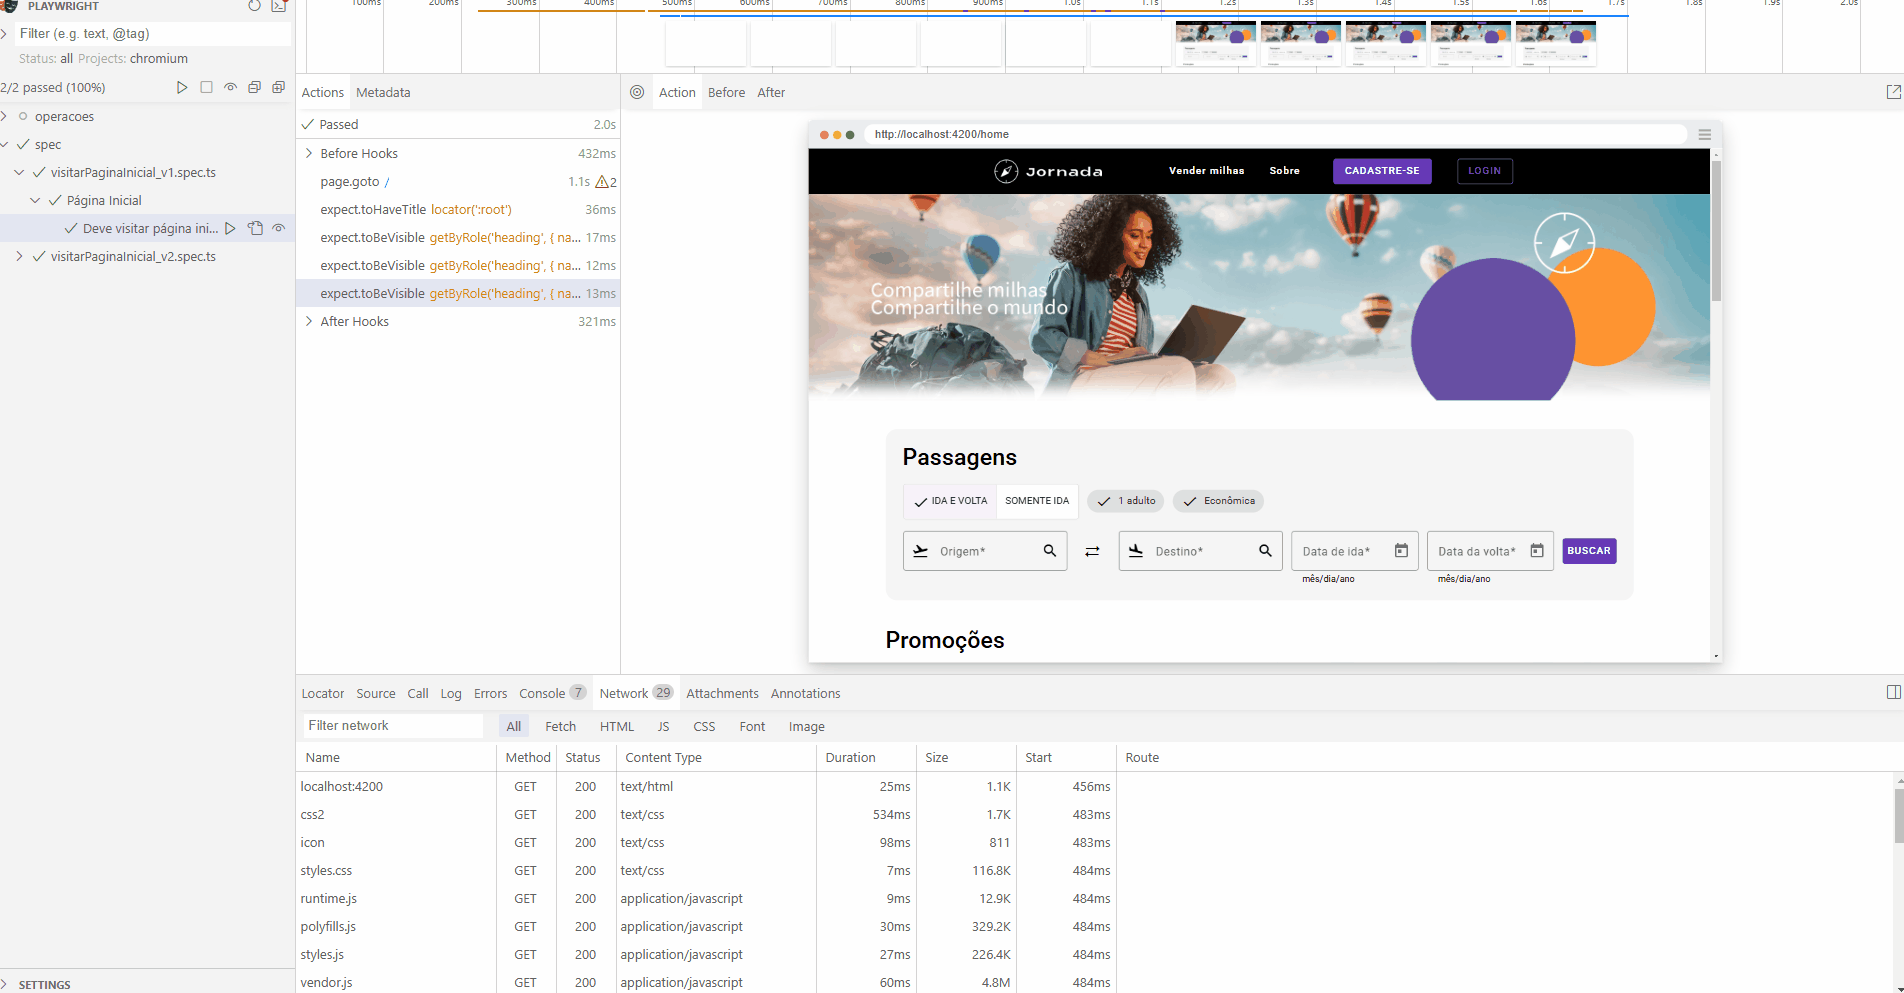 PLAYWRIGHT
Filter (e.g. text, @tag)
Status: all Projects: chromium
2/2 passed (100%)
operacoes
spec
visitarPaginaInicial_v1.spec.ts
Página Inicial
Deve visitar página ini...
visitarPaginaInicial_v2.spec.ts
SETTINGS
100ms 200ms 300ms 400ms 500ms 600ms 700ms 800ms 900ms 1.0s 1.1s 1.2s 1.3s 1.4s 1.5s 1.6s 1.7s 1.8s 1.9s 2.0s
Actions Metadata
Passed 2.0s
Before Hooks 432ms
page.goto / 1.1s 2
expect.toHaveTitle locator(':root') 36ms
expect.toBeVisible getByRole('heading', { na... 17ms
expect.toBeVisible getByRole('heading', { na... 12ms
expect.toBeVisible getByRole('heading', { na... 13ms
After Hooks 321ms
Action Before After
http://localhost:4200/home
Jornada Vender milhas Sobre CADASTRE-SE LOGIN
Compartilhe milhas
Compartilhe o mundo
Passagens
IDA E VOLTA SOMENTE IDA 1 adulto Econômica
Origem* Destino* Data de ida* Data da volta* BUSCAR
mês/dia/ano mês/dia/ano
Promoções
Locator Source Call Log Errors Console 7 Network 29 Attachments Annotations
Filter network All Fetch HTML JS CSS Font Image
Name Method Status Content Type Duration Size Start Route
localhost:4200 GET 200 text/html 25ms 1.1K 456ms
css2 GET 200 text/css 534ms 1.7K 483ms
icon GET 200 text/css 98ms 811 483ms
styles.css GET 200 text/css 7ms 116.8K 484ms
runtime.js GET 200 application/javascript 9ms 12.9K 484ms
polyfills.js GET 200 application/javascript 30ms 329.2K 484ms
styles.js GET 200 application/javascript 27ms 226.4K 484ms
vendor.js GET 200 application/javascript 60ms 4.8M 484ms